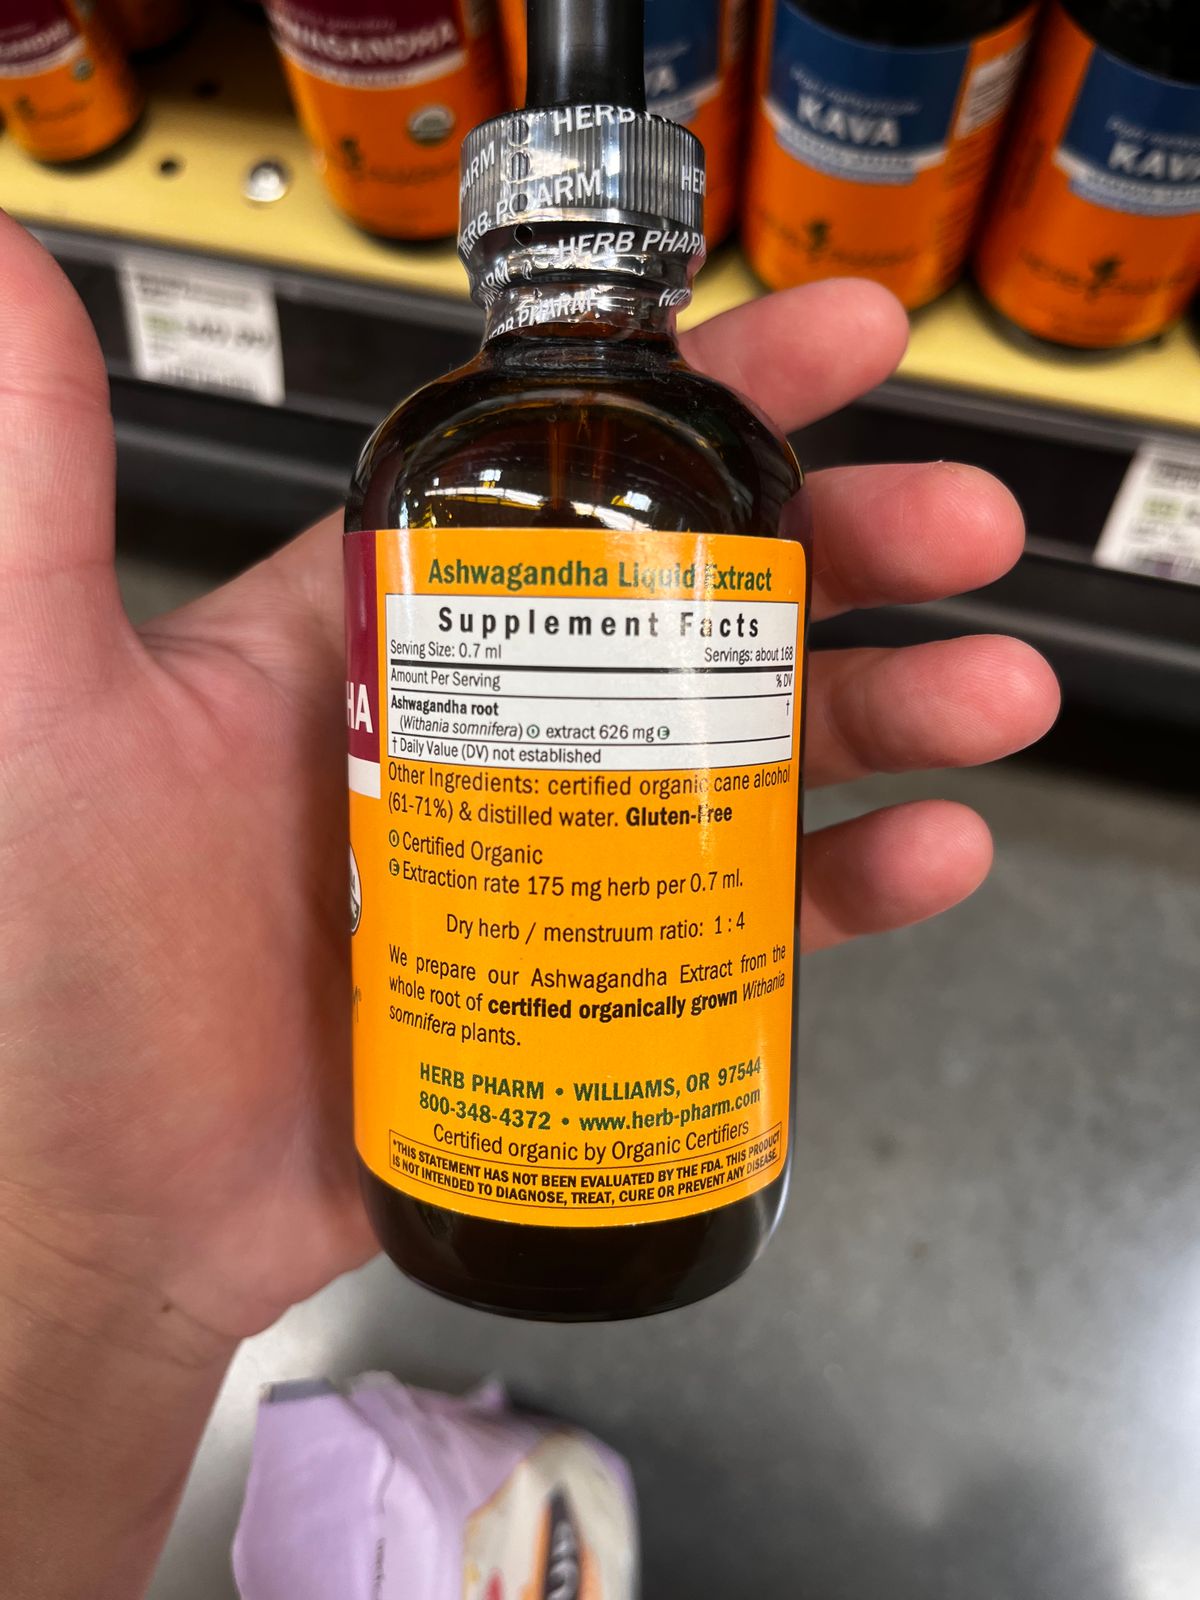 ASHWAGANDHA
KAVA
KAVA
HERB PHARM
HERB PHARM
HERB PHARM
HA
Ashwagandha Liquid Extract
Supplement Facts
Serving Size: 0.7 ml Servings: about 168
Amount Per Serving % DV
Ashwagandha root †
(Withania somnifera) Ⓞ extract 626 mg Ⓔ
† Daily Value (DV) not established
Other Ingredients: certified organic cane alcohol
(61-71%) & distilled water. Gluten-Free
Ⓞ Certified Organic
Ⓔ Extraction rate 175 mg herb per 0.7 ml.
Dry herb / menstruum ratio: 1 : 4
We prepare our Ashwagandha Extract from the
whole root of certified organically grown Withania
somnifera plants.
HERB PHARM • WILLIAMS, OR 97544
800-348-4372 • www.herb-pharm.com
Certified organic by Organic Certifiers
*THIS STATEMENT HAS NOT BEEN EVALUATED BY THE FDA. THIS PRODUCT
IS NOT INTENDED TO DIAGNOSE, TREAT, CURE OR PREVENT ANY DISEASE.